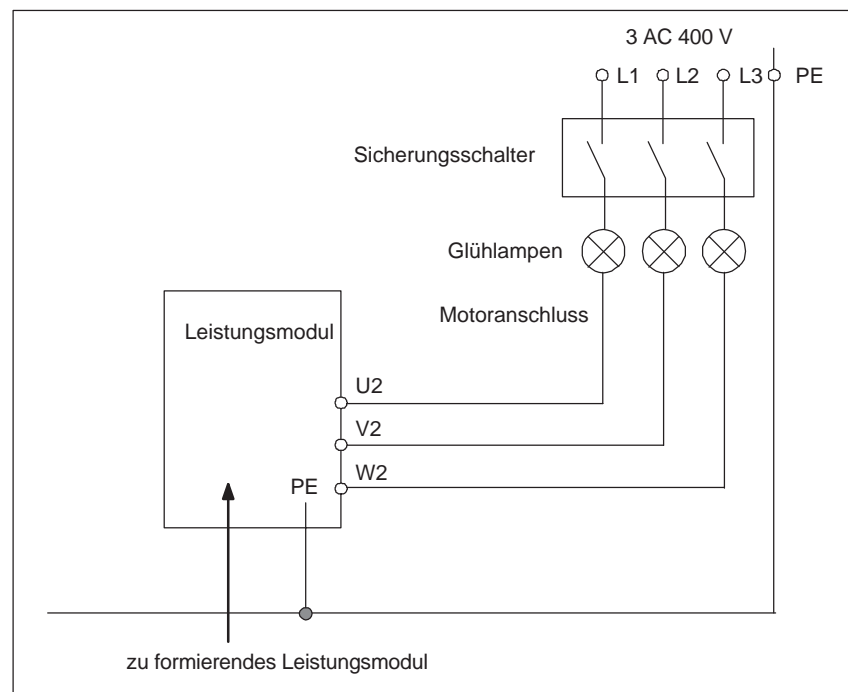 3 AC 400 V
L1 L2 L3 PE
Sicherungsschalter
Glühlampen
Motoranschluss
Leistungsmodul
U2
V2
W2
PE
zu formierendes Leistungsmodul